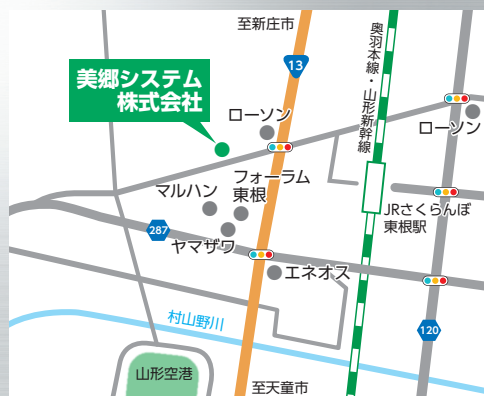 至新庄市
奥羽本線・山形新幹線
13
美郷システム
株式会社
ローソン
ローソン
マルハン
フォーラム
東根
JRさくらんぼ
東根駅
287
ヤマザワ
エネオス
村山野川
120
山形空港
至天童市